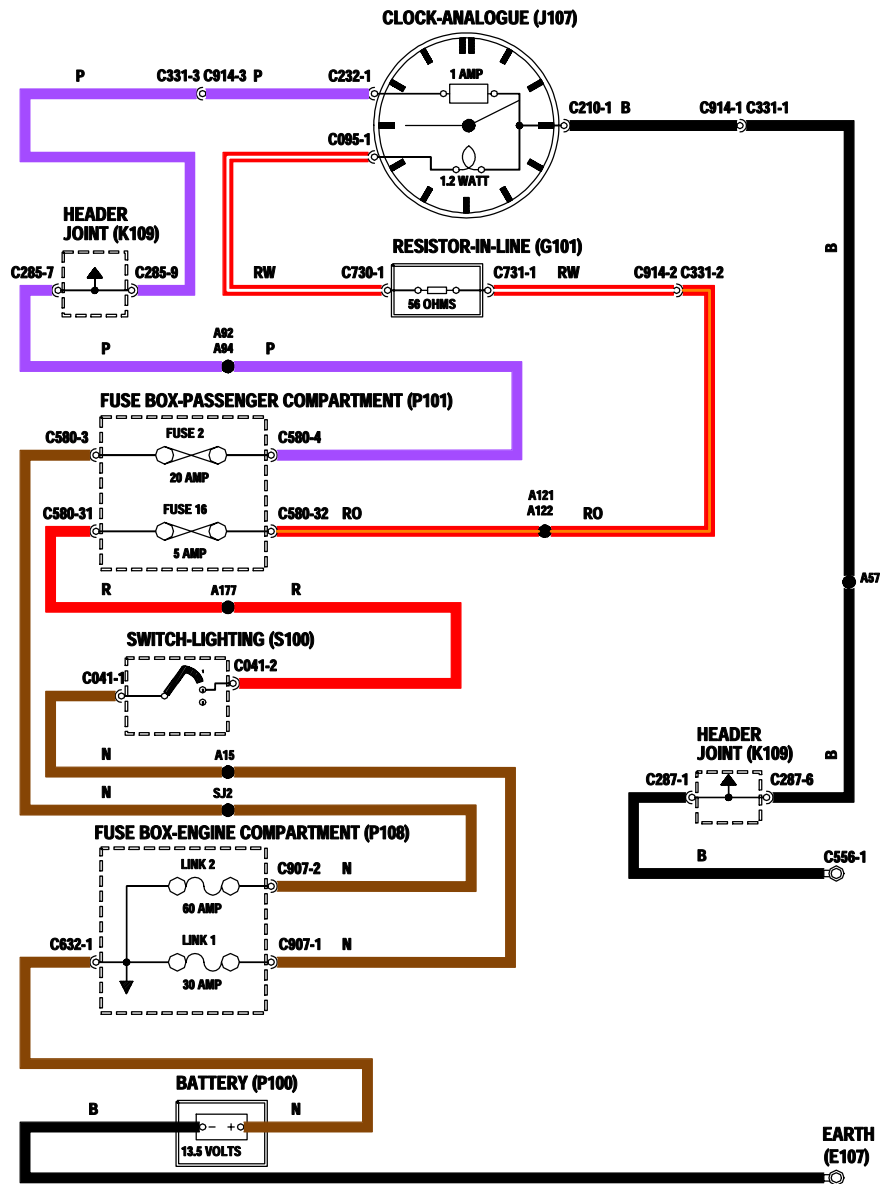 CLOCK-ANALOGUE (J107)
P
C331-3 C914-3 P
C232-1
1 AMP
C210-1 B
C914-1 C331-1
C095-1
1.2 WATT
HEADER
JOINT (K109)
B
RESISTOR-IN-LINE (G101)
C285-7
C285-9
RW
C730-1
C731-1
RW
C914-2 C331-2
56 OHMS
A92
A94
P
P
FUSE BOX-PASSENGER COMPARTMENT (P101)
C580-3
FUSE 2
C580-4
20 AMP
C580-31
FUSE 16
C580-32
RO
A121
A122
RO
5 AMP
A57
R
A177
R
SWITCH-LIGHTING (S100)
C041-1
C041-2
HEADER
JOINT (K109)
B
N
A15
C287-1
C287-6
N
SJ2
FUSE BOX-ENGINE COMPARTMENT (P108)
B
C556-1
LINK 2
C907-2
N
60 AMP
C632-1
LINK 1
C907-1
N
30 AMP
BATTERY (P100)
B
N
- +
13.5 VOLTS
EARTH
(E107)